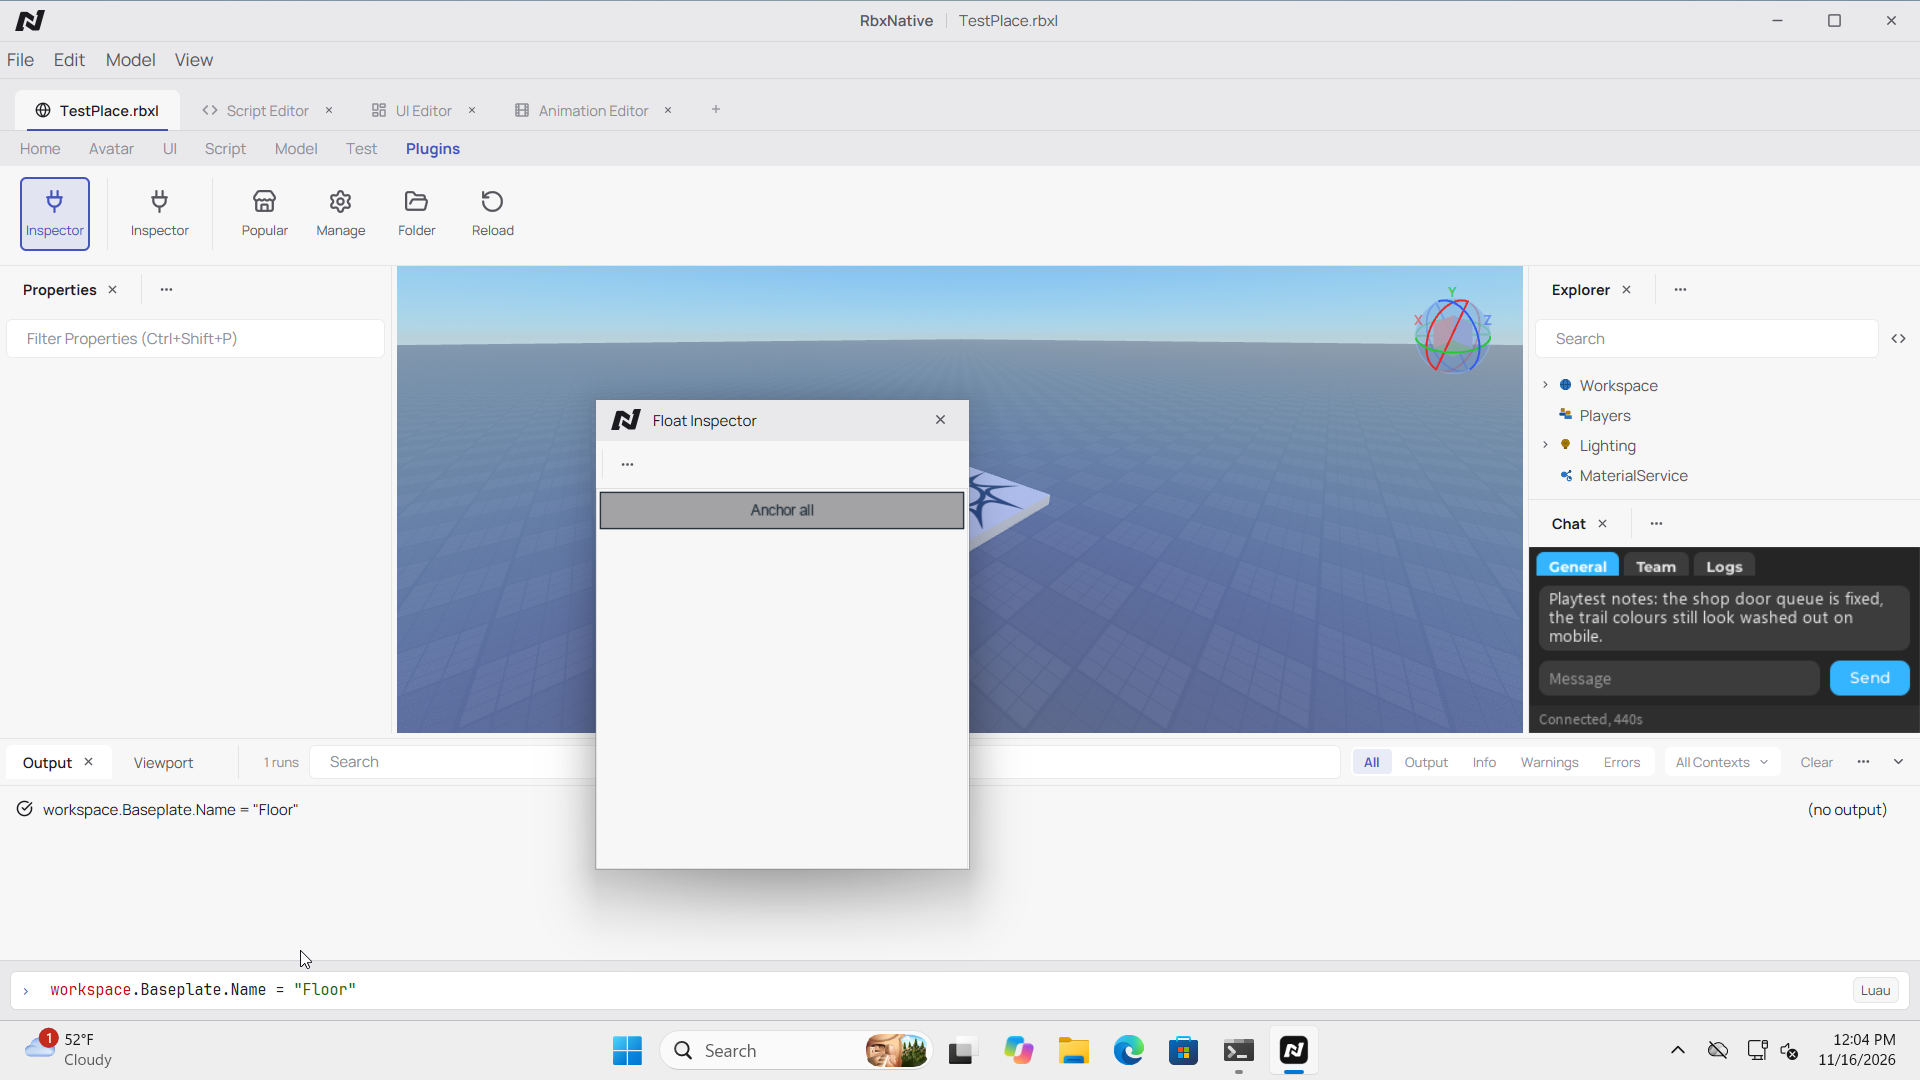 RbxNative
TestPlace.rbxl
File
Edit
Model
View
TestPlace.rbxl
Script Editor
UI Editor
Animation Editor
Home
Avatar
UI
Script
Model
Test
Plugins
Inspector
Inspector
Popular
Manage
Folder
Reload
Properties
Filter Properties (Ctrl+Shift+P)
Y
X
Z
Float Inspector
Anchor all
Explorer
Search
Workspace
Players
Lighting
MaterialService
Chat
General
Team
Logs
Playtest notes: the shop door queue is fixed,
the trail colours still look washed out on
mobile.
Message
Send
Connected, 440s
Output
Viewport
1 runs
Search
All
Output
Info
Warnings
Errors
All Contexts
Clear
workspace.Baseplate.Name = "Floor"
(no output)
workspace.Baseplate.Name = "Floor"
Luau
1
52°F
Cloudy
Search
12:04 PM
11/16/2026